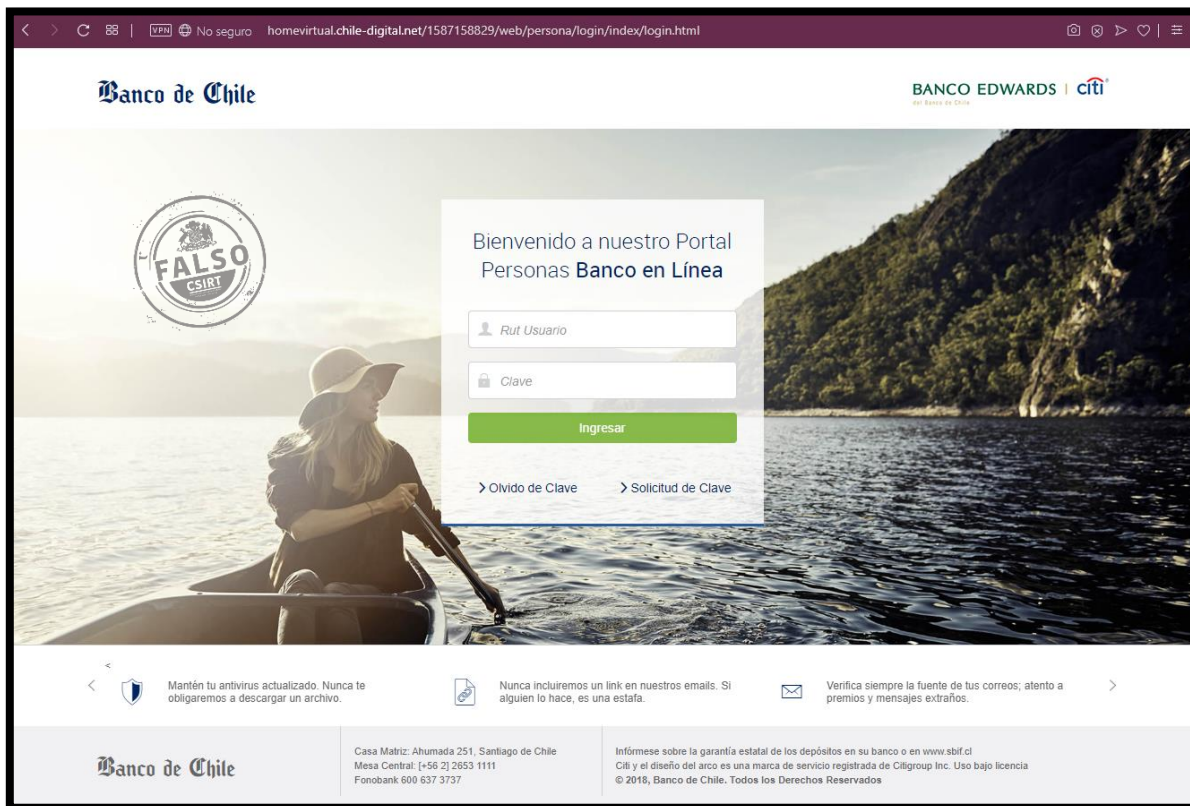 VPN No seguro homevirtual.chile-digital.net/1587158829/web/persona/login/index/login.html
Banco de Chile
BANCO EDWARDS | citi
del Banco de Chile
FALSO
CSIRT
Bienvenido a nuestro Portal
Personas Banco en Línea
Rut Usuario
Clave
Ingresar
> Olvido de Clave
> Solicitud de Clave
<
Mantén tu antivirus actualizado. Nunca te
obligaremos a descargar un archivo.
Nunca incluiremos un link en nuestros emails. Si
alguien lo hace, es una estafa.
Verifica siempre la fuente de tus correos; atento a
premios y mensajes extraños.
Banco de Chile
Casa Matriz: Ahumada 251, Santiago de Chile
Mesa Central: [+56 2] 2653 1111
Fonobank 600 637 3737
Infórmese sobre la garantía estatal de los depósitos en su banco o en www.sbif.cl
Citi y el diseño del arco es una marca de servicio registrada de Citigroup Inc. Uso bajo licencia
© 2018, Banco de Chile. Todos los Derechos Reservados